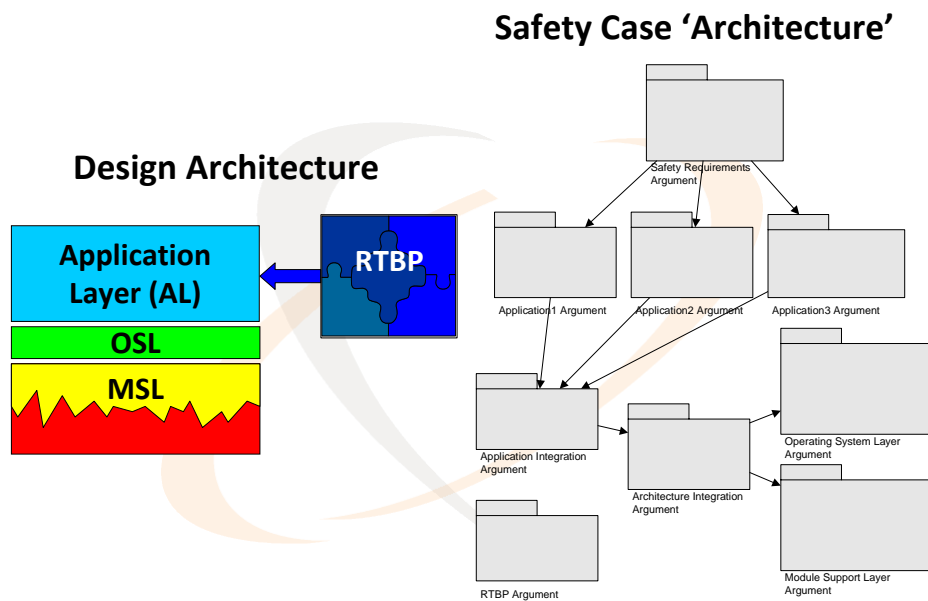 Safety Case ‘Architecture’
Design Architecture
Application
Layer (AL)
OSL
MSL
RTBP
Safety Requirements
Argument
Application1 Argument
Application2 Argument
Application3 Argument
Application Integration
Argument
Architecture Integration
Argument
Operating System Layer
Argument
RTBP Argument
Module Support Layer
Argument